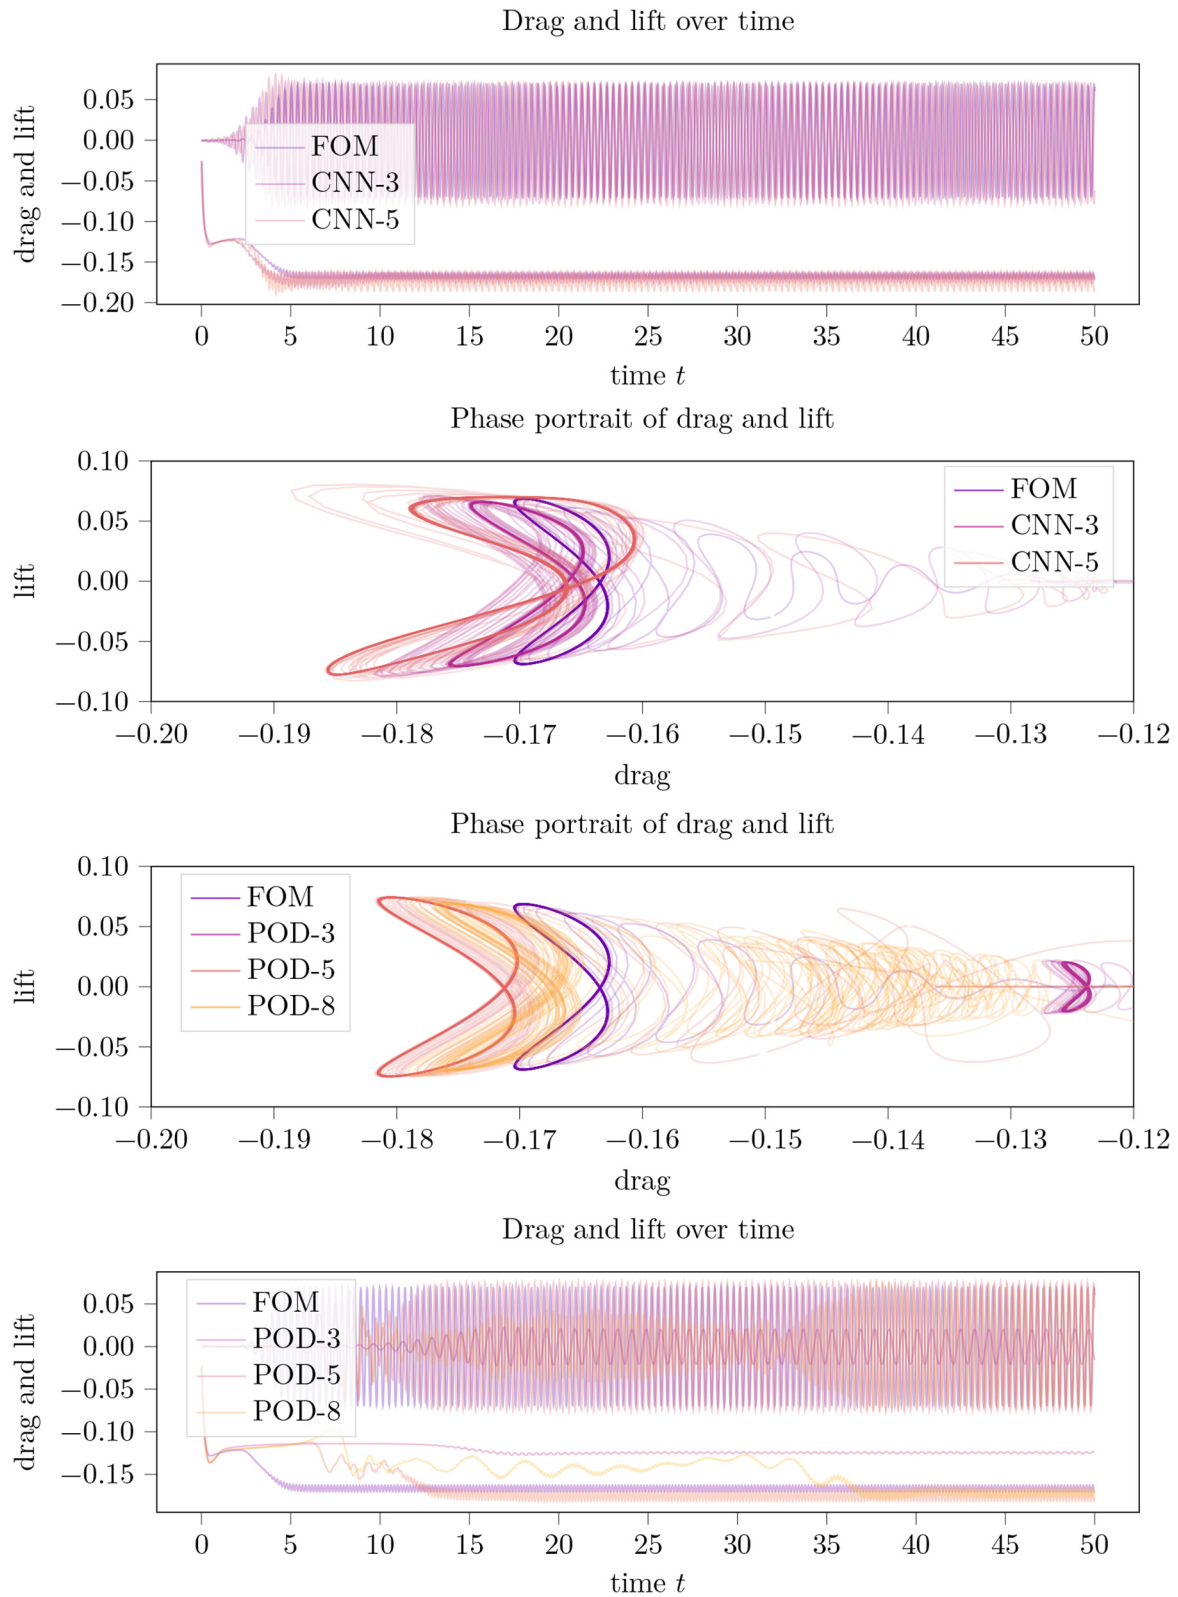 Drag and lift over time
drag and lift
0.05
0.00
−0.05
−0.10
−0.15
−0.20
FOM
CNN-3
CNN-5
0 5 10 15 20 25 30 35 40 45 50
time t
Phase portrait of drag and lift
lift
0.10
0.05
0.00
−0.05
−0.10
FOM
CNN-3
CNN-5
−0.20 −0.19 −0.18 −0.17 −0.16 −0.15 −0.14 −0.13 −0.12
drag
Phase portrait of drag and lift
lift
0.10
0.05
0.00
−0.05
−0.10
FOM
POD-3
POD-5
POD-8
−0.20 −0.19 −0.18 −0.17 −0.16 −0.15 −0.14 −0.13 −0.12
drag
Drag and lift over time
drag and lift
0.05
0.00
−0.05
−0.10
−0.15
FOM
POD-3
POD-5
POD-8
0 5 10 15 20 25 30 35 40 45 50
time t